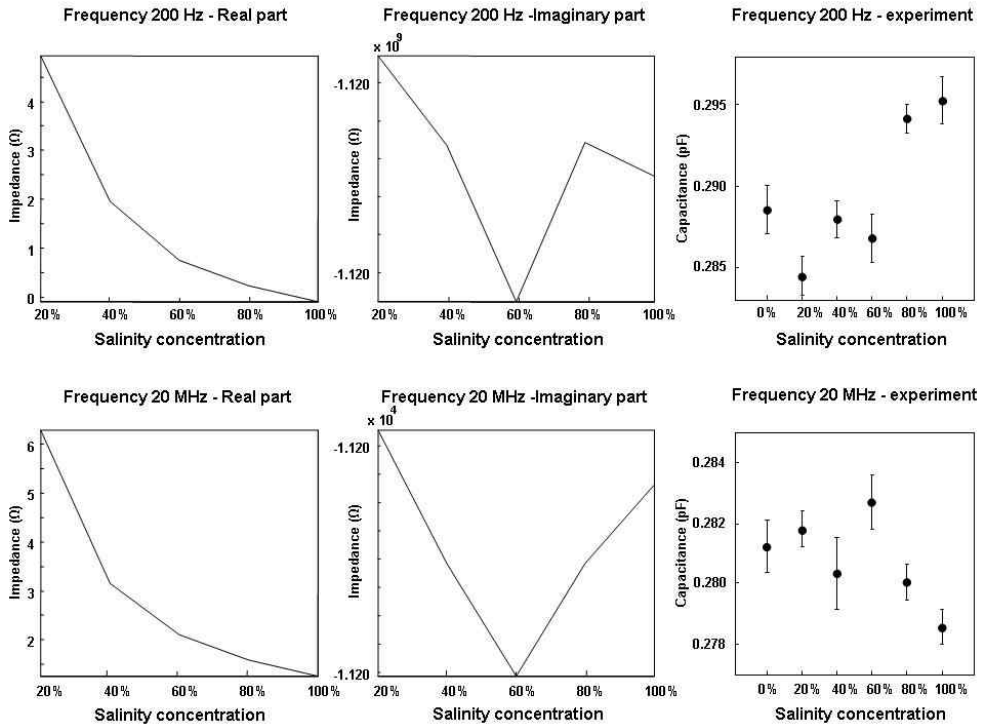 Frequency 200 Hz - Real part
Impedance (Ω)
4
3
2
1
0
20% 40% 60% 80% 100%
Salinity concentration
Frequency 200 Hz -Imaginary part
x 10^9
Impedance (Ω)
-1.120
-1.120
20% 40% 60% 80% 100%
Salinity concentration
Frequency 200 Hz - experiment
Capacitance (pF)
0.295
0.290
0.285
0% 20% 40% 60% 80% 100%
Salinity concentration
Frequency 20 MHz - Real part
Impedance (Ω)
6
5
4
3
2
20% 40% 60% 80% 100%
Salinity concentration
Frequency 20 MHz -Imaginary part
x 10^4
Impedance (Ω)
-1.120
-1.120
20% 40% 60% 80% 100%
Salinity concentration
Frequency 20 MHz - experiment
Capacitance (pF)
0.284
0.282
0.280
0.278
0% 20% 40% 60% 80% 100%
Salinity concentration